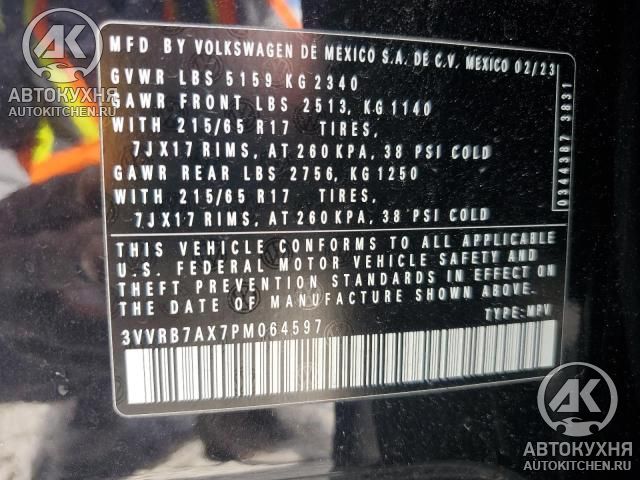 MFD BY VOLKSWAGEN DE MEXICO S.A. DE C.V. MEXICO 02/23
GVWR LBS 5159 KG 2340
GAWR FRONT LBS 2513, KG 1140
WITH 215/65 R17 TIRES,
7JX17 RIMS, AT 260 KPA, 38 PSI COLD
GAWR REAR LBS 2756, KG 1250
WITH 215/65 R17 TIRES,
7JX17 RIMS, AT 260 KPA, 38 PSI COLD
0344387 3831
THIS VEHICLE CONFORMS TO ALL APPLICABLE
U.S. FEDERAL MOTOR VEHICLE SAFETY AND
THEFT PREVENTION STANDARDS IN EFFECT ON
THE DATE OF MANUFACTURE SHOWN ABOVE.
3VVRB7AX7PM064597 TYPE: MPV
АК
АВТОКУХНЯ
AUTOKITCHEN.RU
АК
АВТОКУХНЯ
AUTOKITCHEN.RU